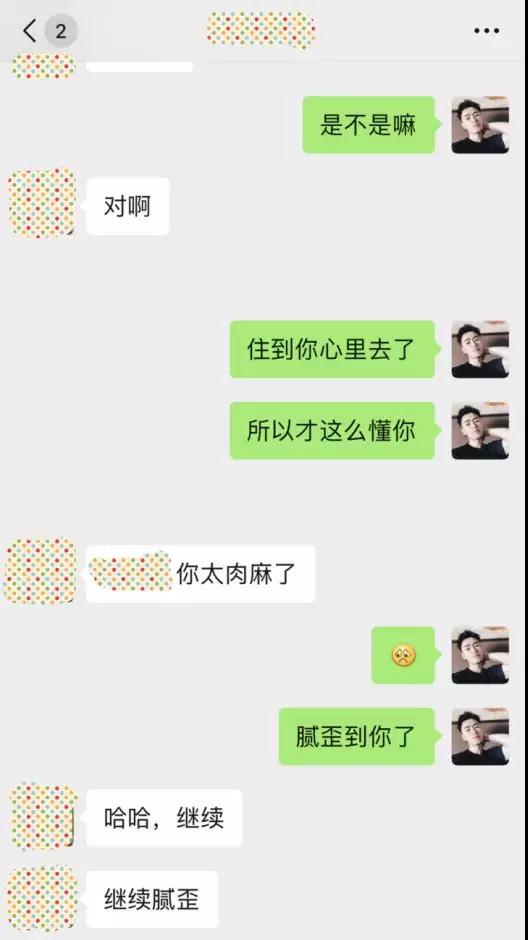 2
是不是嘛
对啊
住到你心里去了
所以才这么懂你
你太肉麻了
腻歪到你了
哈哈，继续
继续腻歪